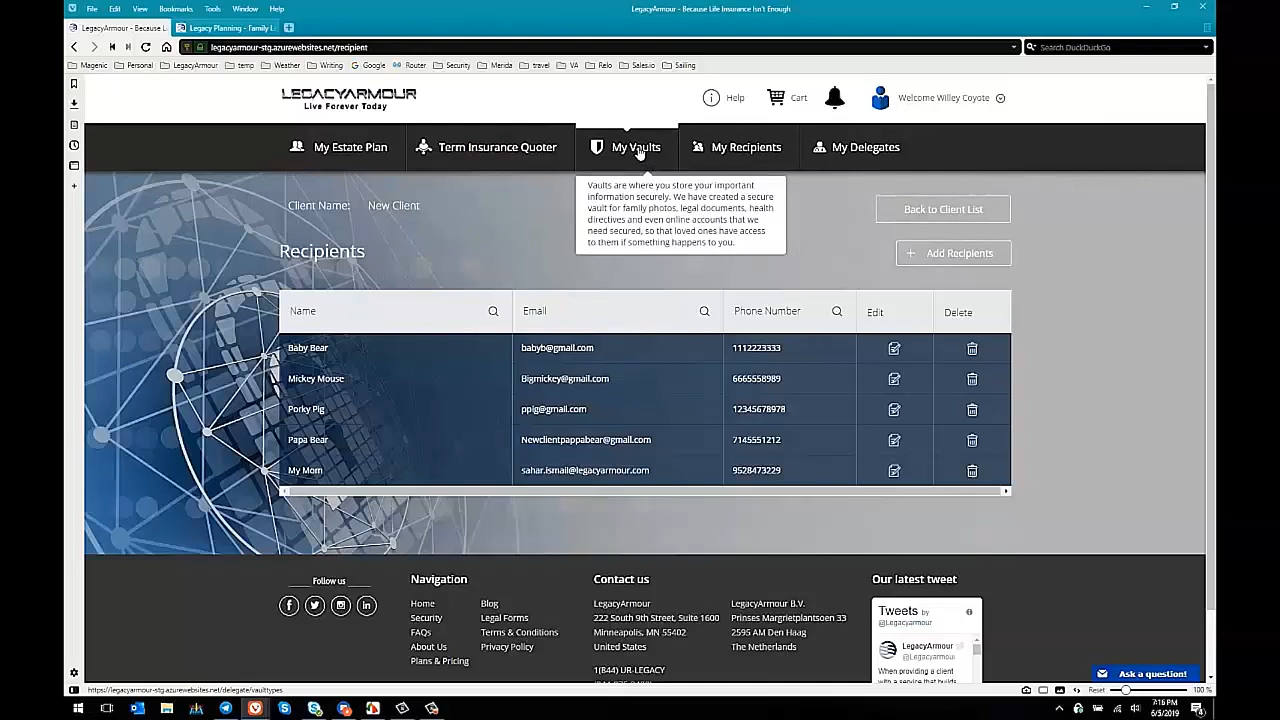 File Edit View Bookmarks Tools Window Help
LegacyArmour - Because Life Insurance Isn't Enough
LegacyArmour - Because L
Legacy Planning - Family L
legacyarmour-stg.azurewebsites.net/recipient
Search DuckDuckGo
Magenic Personal LegacyArmour temp Weather Writing Google Router Security Merida travel VA Relo Sales.io Sailing
LEGACYARMOUR
Live Forever Today
Help
Cart
Welcome Willey Coyote
My Estate Plan
Term Insurance Quoter
My Vaults
My Recipients
My Delegates
Vaults are where you store your important
information securely. We have created a secure
vault for family photos, legal documents, health
directives and even online accounts that we
need secured, so that loved ones have access
to them if something happens to you.
Client Name: New Client
Back to Client List
Recipients
+ Add Recipients
Name Email Phone Number Edit Delete
Baby Bear babyb@gmail.com 1112223333
Mickey Mouse Bigmickey@gmail.com 6665558989
Porky Pig ppig@gmail.com 12345678978
Papa Bear Newclientpappabear@gmail.com 7145551212
My Mom sahar.ismail@legacyarmour.com 9528473229
Follow us
Navigation
Home Blog
Security Legal Forms
FAQs Terms & Conditions
About Us Privacy Policy
Plans & Pricing
Contact us
LegacyArmour
222 South 9th Street, Suite 1600
Minneapolis, MN 55402
United States
1(844) UR-LEGACY
LegacyArmour B.V.
Prinses Margrietplantsoen 33
2595 AM Den Haag
The Netherlands
Our latest tweet
Tweets by
@Legacyarmour
LegacyArmour
@Legacyarmour
When providing a client
with a service that builds
Ask a question!
https://legacyarmour-stg.azurewebsites.net/delegate/vaulttypes
Reset
100 %
7:16 PM
6/5/2019